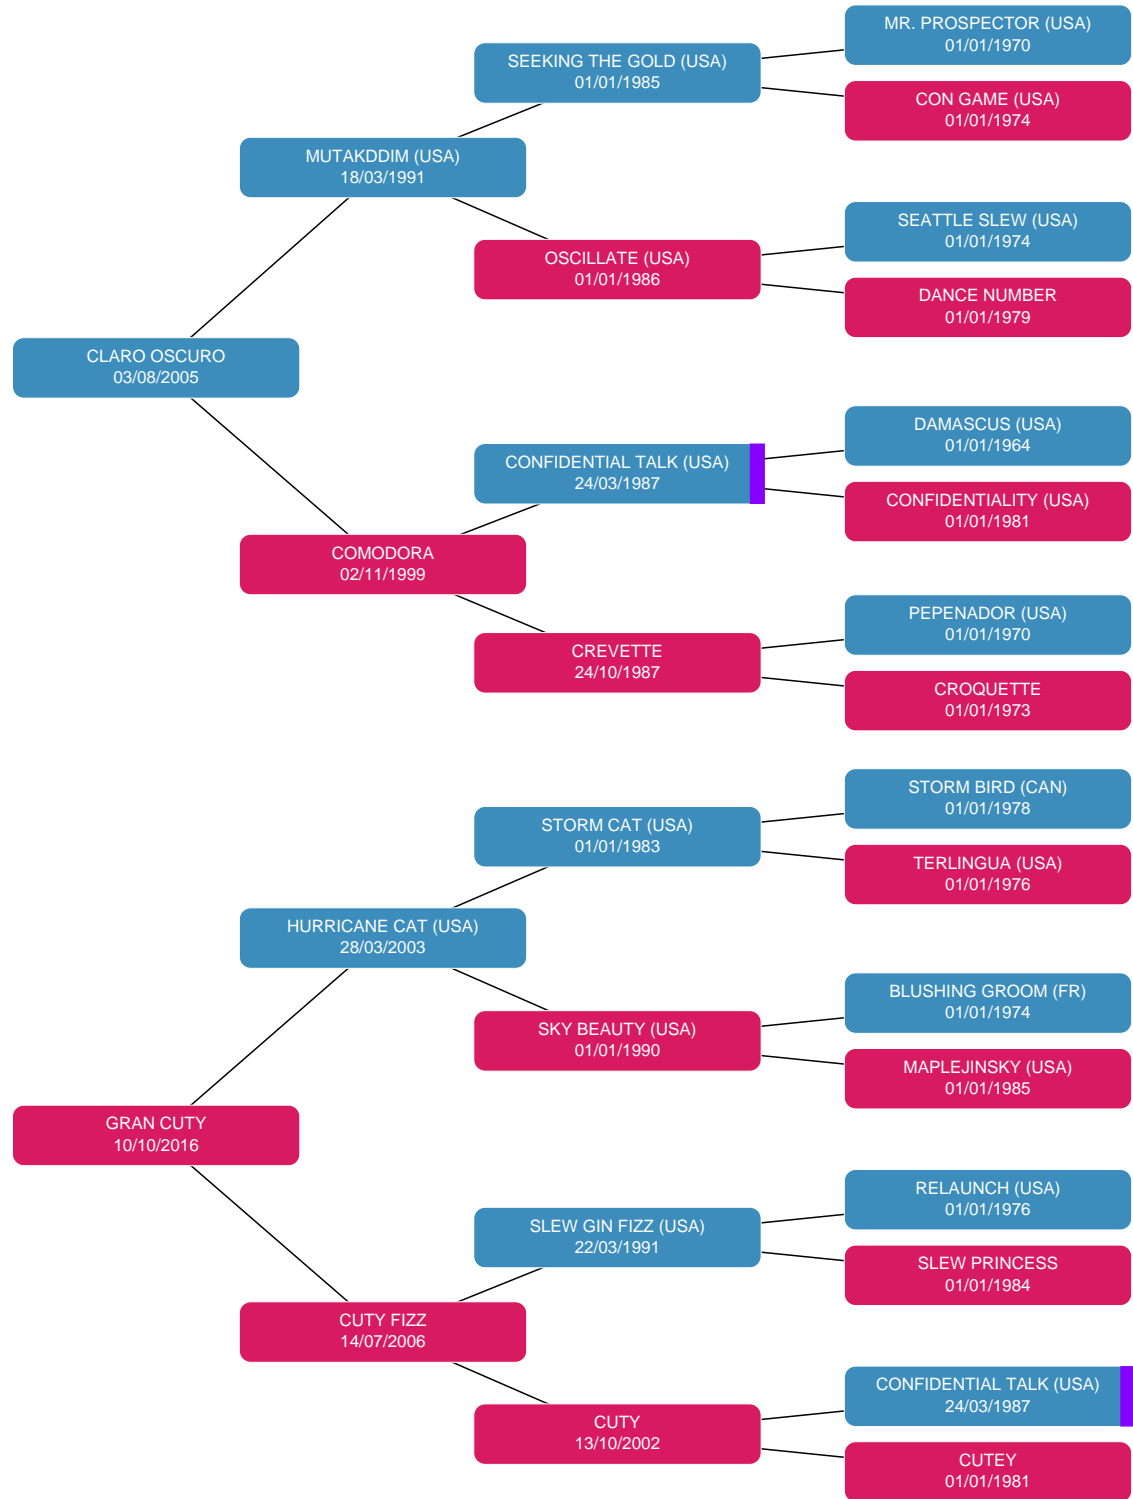 MR. PROSPECTOR (USA)
01/01/1970
SEEKING THE GOLD (USA)
01/01/1985
CON GAME (USA)
01/01/1974
MUTAKDDIM (USA)
18/03/1991
SEATTLE SLEW (USA)
01/01/1974
OSCILLATE (USA)
01/01/1986
DANCE NUMBER
01/01/1979
CLARO OSCURO
03/08/2005
DAMASCUS (USA)
01/01/1964
CONFIDENTIAL TALK (USA)
24/03/1987
CONFIDENTIALITY (USA)
01/01/1981
COMODORA
02/11/1999
PEPENADOR (USA)
01/01/1970
CREVETTE
24/10/1987
CROQUETTE
01/01/1973
STORM BIRD (CAN)
01/01/1978
STORM CAT (USA)
01/01/1983
TERLINGUA (USA)
01/01/1976
HURRICANE CAT (USA)
28/03/2003
BLUSHING GROOM (FR)
01/01/1974
SKY BEAUTY (USA)
01/01/1990
MAPLEJINSKY (USA)
01/01/1985
GRAN CUTY
10/10/2016
RELAUNCH (USA)
01/01/1976
SLEW GIN FIZZ (USA)
22/03/1991
SLEW PRINCESS
01/01/1984
CUTY FIZZ
14/07/2006
CONFIDENTIAL TALK (USA)
24/03/1987
CUTY
13/10/2002
CUTEY
01/01/1981